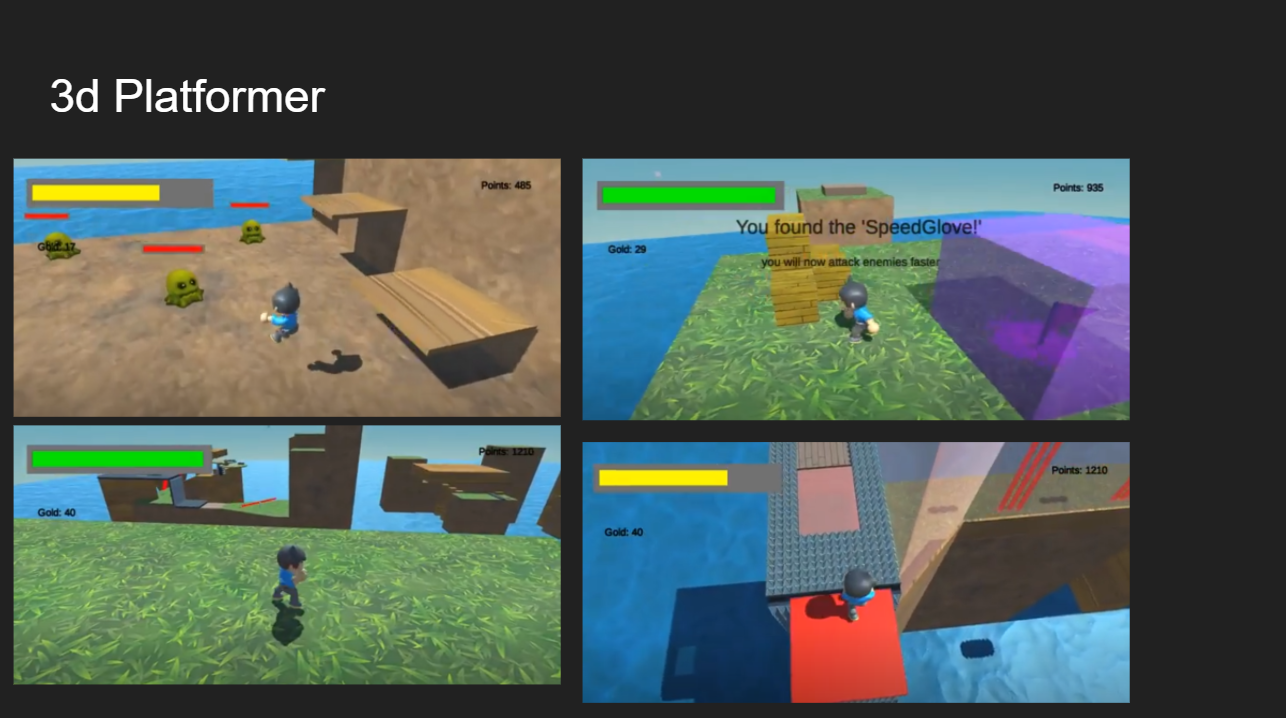 3d Platformer
Points: 485
Gold: 17
Points: 935
You found the 'SpeedGlove!'
Gold: 29
you will now attack enemies faster
Points: 1210
Gold: 40
Points: 1210
Gold: 40